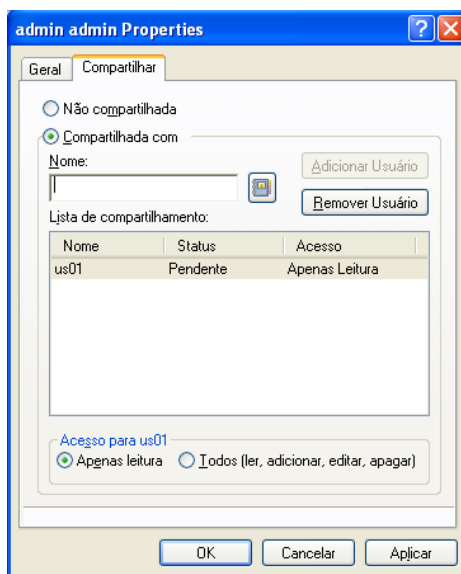 admin admin Properties
Geral Compartilhar
Não compartilhada
Compartilhada com
Nome:
Adicionar Usuário
Remover Usuário
Lista de compartilhamento:
Nome Status Acesso
us01 Pendente Apenas Leitura
Acesso para us01
Apenas leitura Todos (ler, adicionar, editar, apagar)
OK Cancelar Aplicar